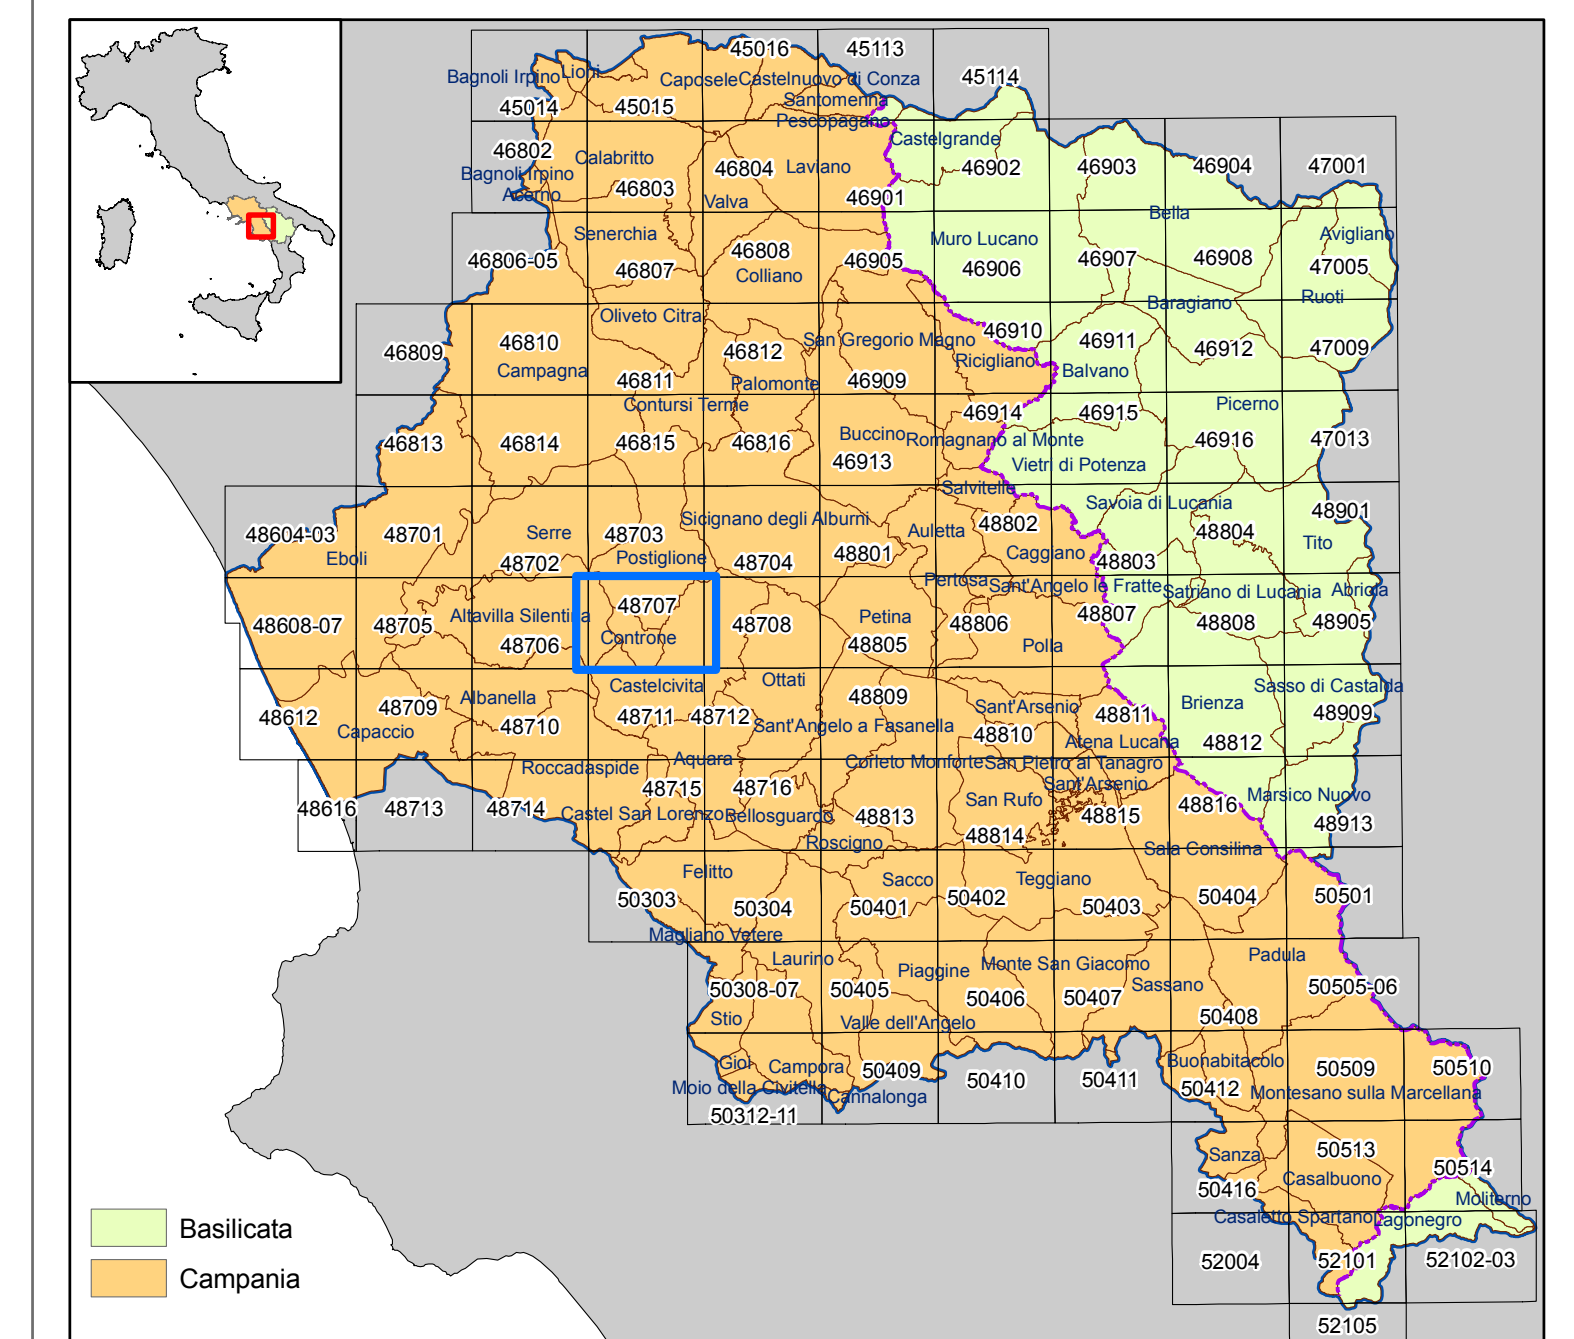 45016
45113
45114
Bagnoli Irpino
Lioni
Caposele
Castelnuovo di Conza
45014
45015
Santomenna
Pescopagano
Castelgrande
46802
Calabritto
46804
Laviano
46902
46903
46904
47001
Bagnoli Irpino
Acerno
46803
Valva
46901
Bella
Senerchia
Muro Lucano
Avigliano
46806-05
46807
46808
Colliano
46905
46906
46907
46908
47005
Oliveto Citra
Baragiano
Ruoti
46809
46810
46812
San Gregorio Magno
46910
46911
46912
47009
Campagna
46811
Palomonte
46909
Ricigliano
Balvano
Contursi Terme
46914
46915
Picerno
46813
46814
46815
46816
Buccino
Romagnano al Monte
46916
47013
46913
Vietri di Potenza
Salvitelle
Savoia di Lucania
48901
48604-03
48701
Serre
48703
Sicignano degli Alburni
Auletta
48802
48804
Tito
Eboli
48702
Postiglione
48704
48801
Caggiano
48803
Pertosa
Sant'Angelo le Fratte
Satriano di Lucania
Abriola
48608-07
48705
Altavilla Silentina
48707
48708
Petina
48806
48807
48808
48905
48706
Controne
48805
Polla
Castelcivita
Ottati
Sasso di Castalda
48612
48709
Albanella
48711
48712
48809
Sant'Arsenio
48811
Brienza
48909
Capaccio
48710
Sant'Angelo a Fasanella
48810
Atena Lucana
48812
Roccadaspide
Aquara
Corleto Monforte
San Pietro al Tanagro
48616
48713
48714
48715
48716
San Rufo
Sant'Arsenio
48816
Marsico Nuovo
Castel San Lorenzo
Bellosguardo
48813
48814
48815
48913
Roscigno
Sala Consilina
Felitto
Sacco
Teggiano
50303
50304
50401
50402
50403
50404
50501
Magliano Vetere
Laurino
Piaggine
Monte San Giacomo
Padula
50308-07
50405
50406
50407
Sassano
50505-06
Stio
Valle dell'Angelo
50408
Gioi
Campora
50409
50410
50411
Buonabitacolo
50509
50510
Moio della Civitella
Cannalonga
50412
Montesano sulla Marcellana
50312-11
Sanza
50513
50514
50416
Casalbuono
Moliterno
Casaletto Spartano
Lagonegro
52004
52101
52102-03
52105
Basilicata
Campania